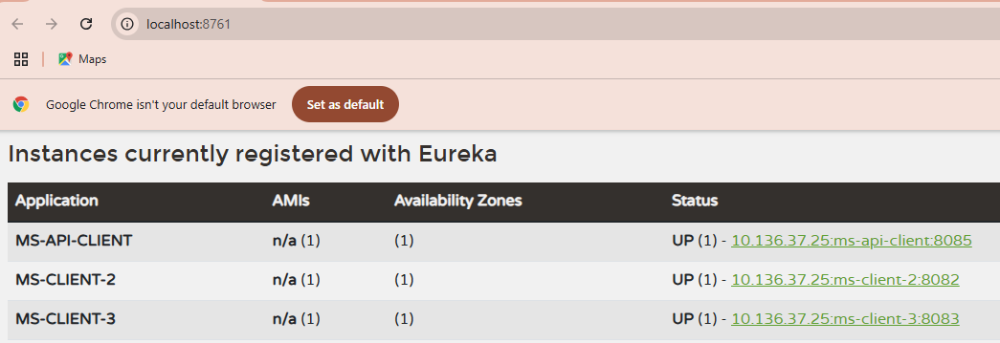 localhost:8761
Maps
Google Chrome isn't your default browser Set as default
Instances currently registered with Eureka
Application AMIs Availability Zones Status
MS-API-CLIENT n/a (1) (1) UP (1) - 10.136.37.25:ms-api-client:8085
MS-CLIENT-2 n/a (1) (1) UP (1) - 10.136.37.25:ms-client-2:8082
MS-CLIENT-3 n/a (1) (1) UP (1) - 10.136.37.25:ms-client-3:8083